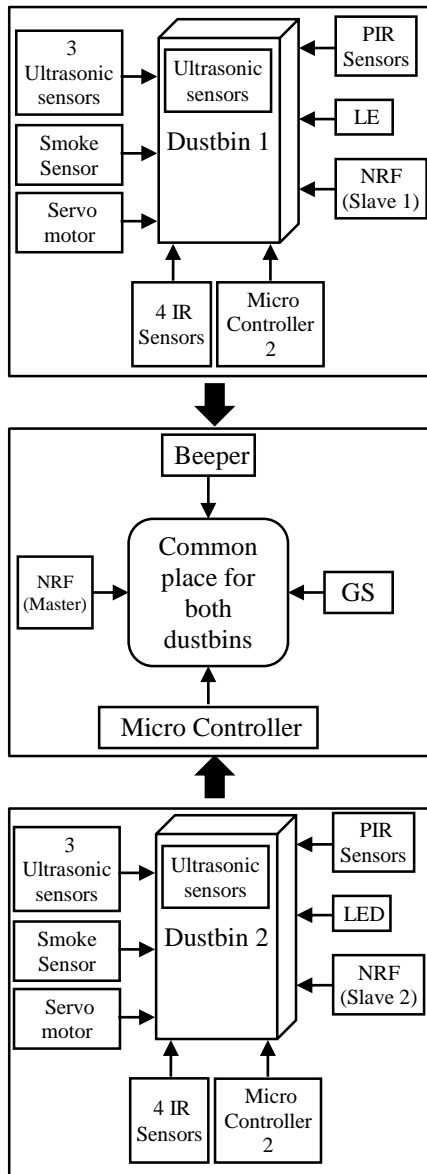 3
Ultrasonic
sensors
Smoke
Sensor
Servo
motor
Ultrasonic
sensors
Dustbin 1
PIR
Sensors
LE
NRF
(Slave 1)
4 IR
Sensors
Micro
Controller
2
Beeper
NRF
(Master)
Common
place for
both
dustbins
GS
Micro Controller
3
Ultrasonic
sensors
Smoke
Sensor
Servo
motor
Ultrasonic
sensors
Dustbin 2
PIR
Sensors
LED
NRF
(Slave 2)
4 IR
Sensors
Micro
Controller
2